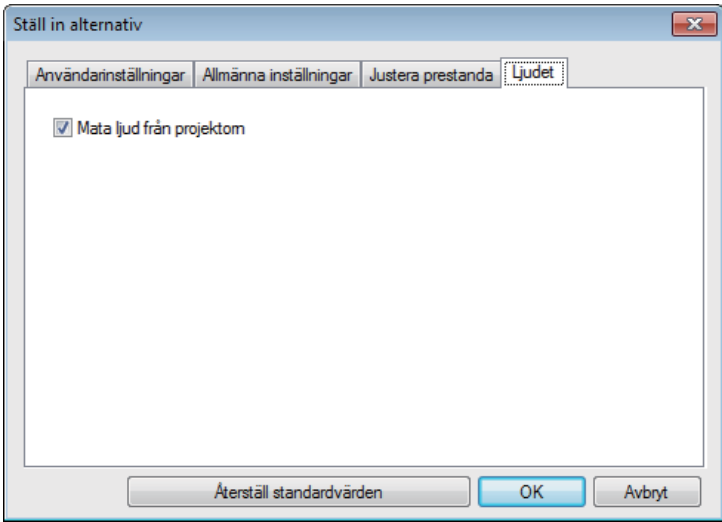 Ställ in alternativ
Användarinställningar Allmänna inställningar Justera prestanda Ljudet
Mata ljud från projektorn
Återställ standardvärden OK Avbryt